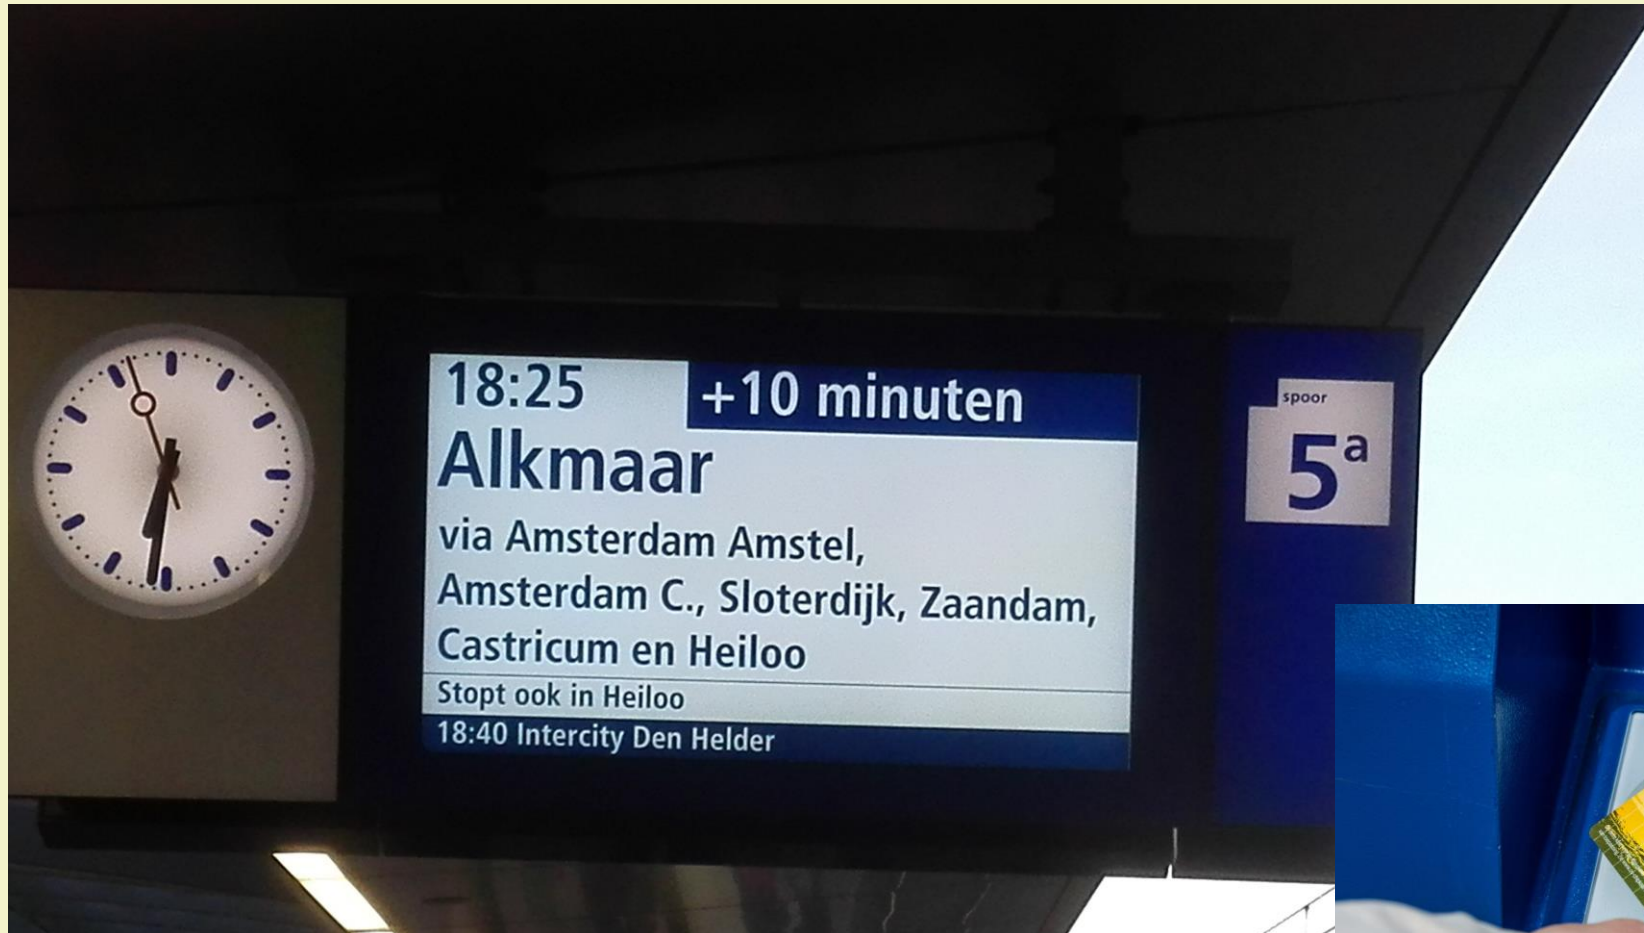 18:25
+10 minuten
Alkmaar
via Amsterdam Amstel,
Amsterdam C., Sloterdijk, Zaandam,
Castricum en Heiloo
Stopt ook in Heiloo
18:40 Intercity Den Helder
spoor
5a